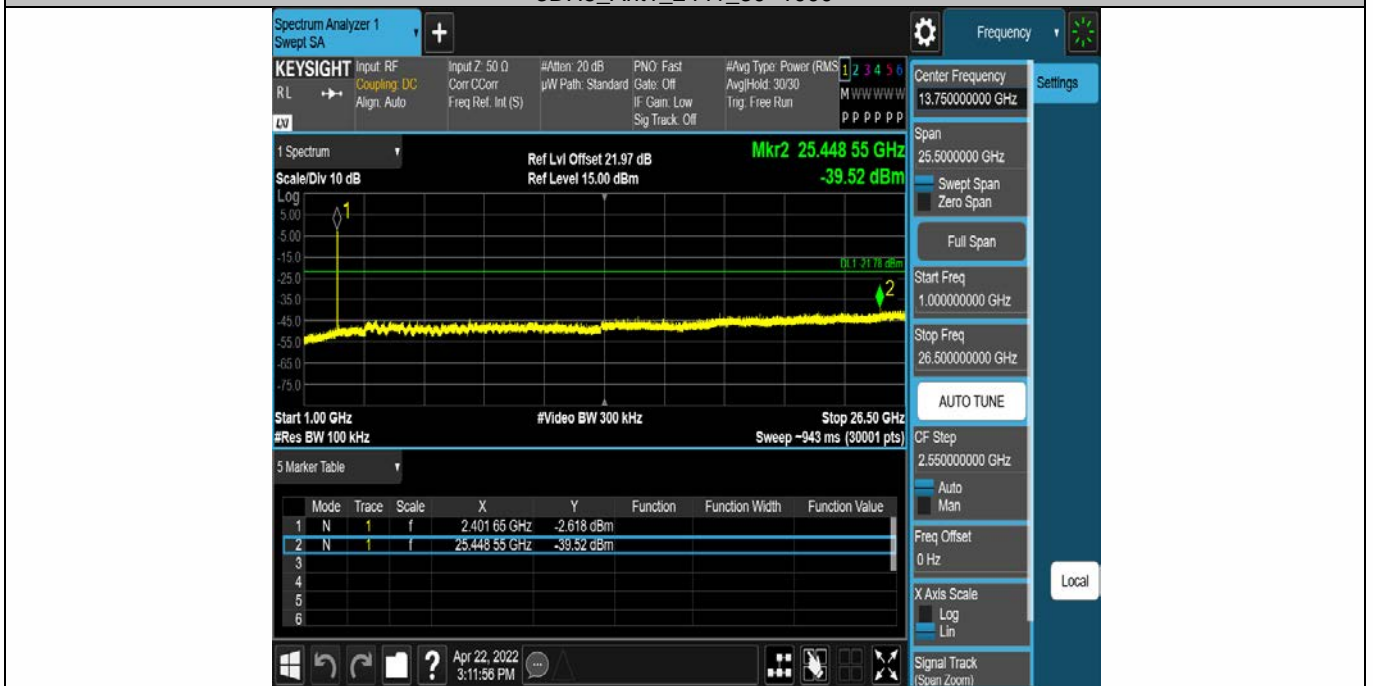 Spectrum Analyzer 1
Swept SA
+
Frequency
KEYSIGHT
RL
LXI
Input: RF
Coupling: DC
Align: Auto
Input Z: 50 Ω
Corr CCorr
Freq Ref: Int (S)
#Atten: 20 dB
µW Path: Standard
PNO: Fast
Gate: Off
IF Gain: Low
Sig Track: Off
#Avg Type: Power (RMS
Avg|Hold: 30/30
Trig: Free Run
1 2 3 4 5 6
M W W W W W
P P P P P P
1 Spectrum
Scale/Div 10 dB
Ref Lvl Offset 21.97 dB
Ref Level 15.00 dBm
Mkr2 25.448 55 GHz
-39.52 dBm
Log
5.00
-5.00
-15.0
-25.0
-35.0
-45.0
-55.0
-65.0
-75.0
1
DL1 -21.78 dBm
2
Start 1.00 GHz
#Video BW 300 kHz
Stop 26.50 GHz
#Res BW 100 kHz
Sweep ~943 ms (30001 pts)
5 Marker Table
Mode Trace Scale X Y Function Function Width Function Value
1 N 1 f 2.401 65 GHz -2.618 dBm
2 N 1 f 25.448 55 GHz -39.52 dBm
3
4
5
6
?
Apr 22, 2022
3:11:56 PM
Center Frequency
13.750000000 GHz
Span
25.5000000 GHz
Swept Span
Zero Span
Full Span
Start Freq
1.000000000 GHz
Stop Freq
26.500000000 GHz
AUTO TUNE
CF Step
2.550000000 GHz
Auto
Man
Freq Offset
0 Hz
X Axis Scale
Log
Lin
Signal Track
(Span Zoom)
Settings
Local